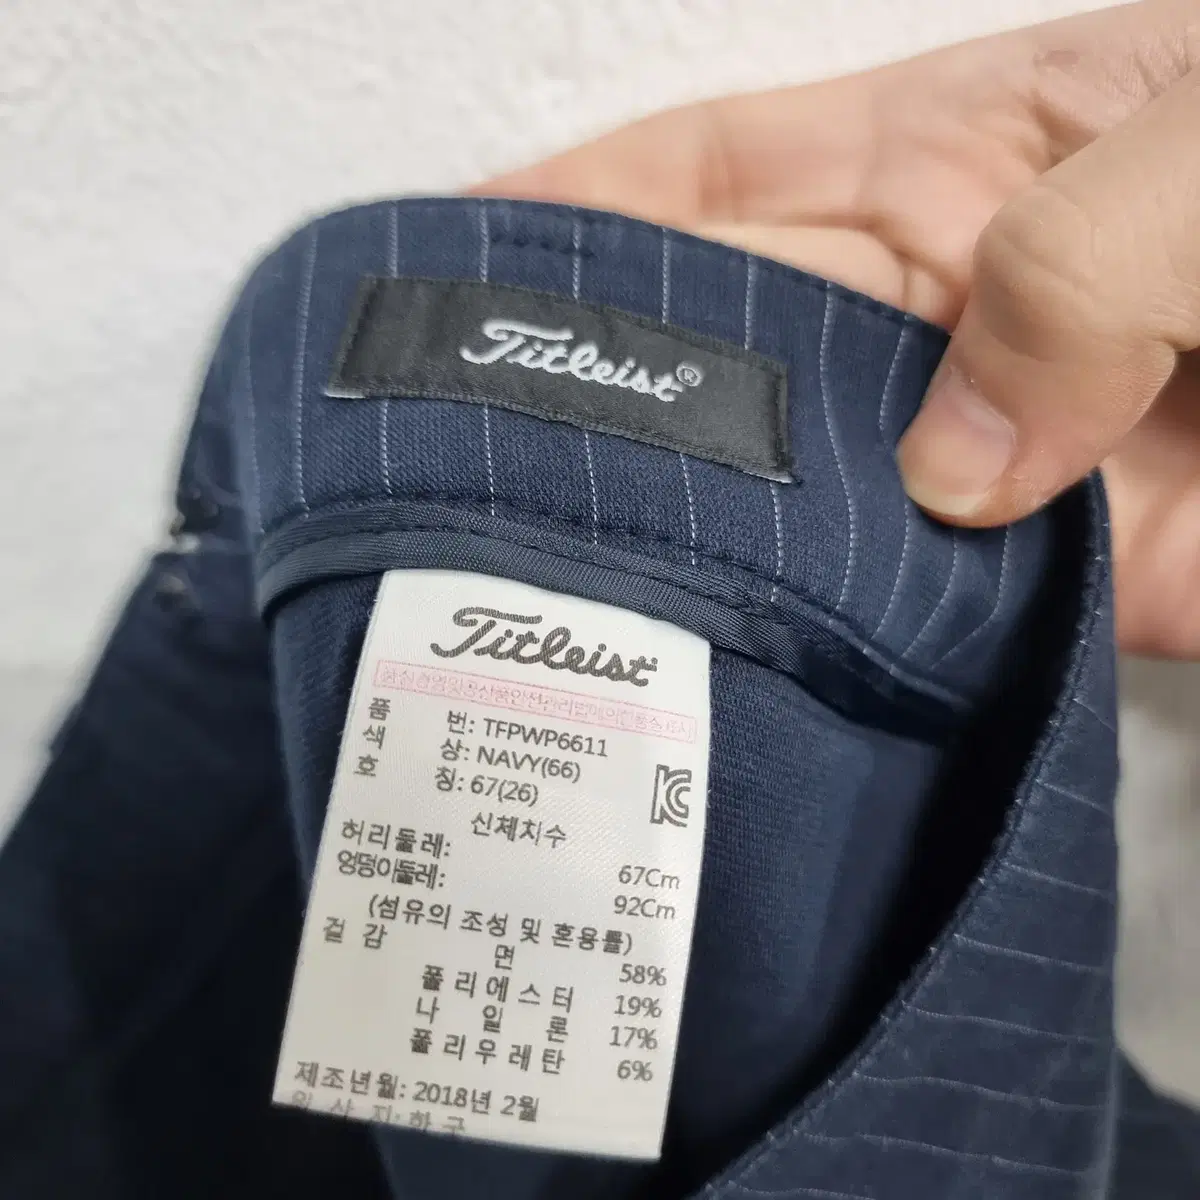 Titleist®
Titleist
품 번: TFPWP6611
색 상: NAVY(66)
호 칭: 67(26)
신체치수
허리둘레: 67Cm
엉덩이둘레: 92Cm
(섬유의 조성 및 혼용률)
겉감 면 58%
폴리에스터 19%
나일론 17%
폴리우레탄 6%
제조년월: 2018년 2월